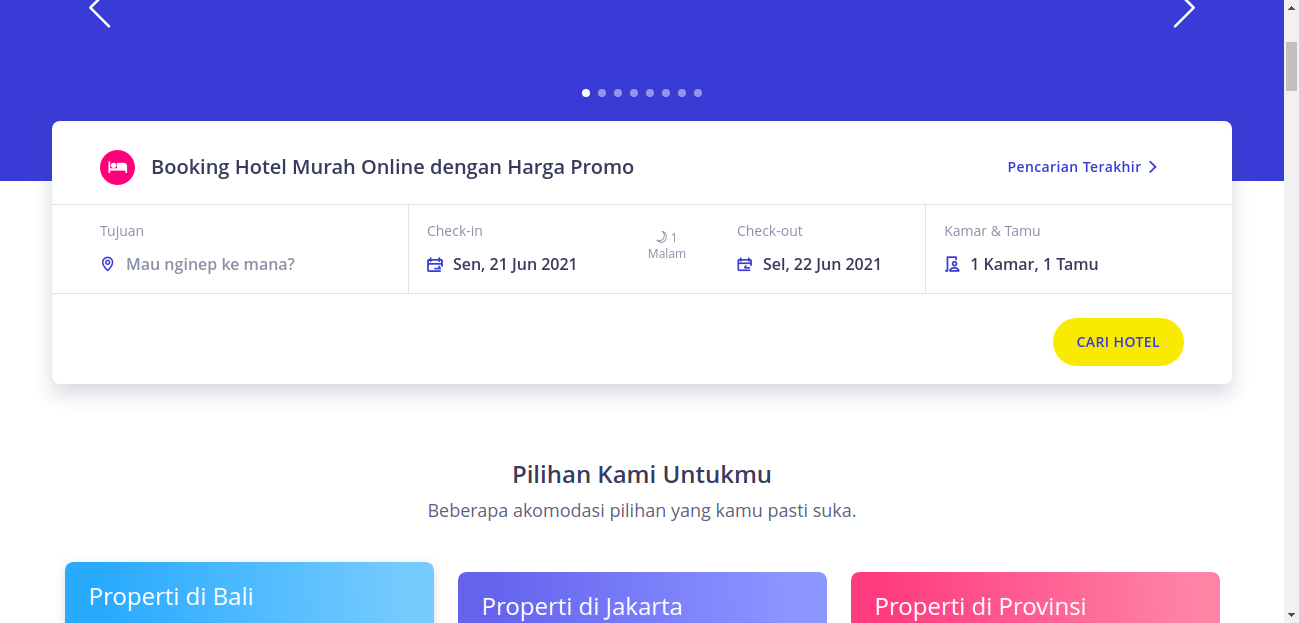 Booking Hotel Murah Online dengan Harga Promo
Pencarian Terakhir
Tujuan
Mau nginep ke mana?
Check-in
Sen, 21 Jun 2021
1
Malam
Check-out
Sel, 22 Jun 2021
Kamar & Tamu
1 Kamar, 1 Tamu
CARI HOTEL
Pilihan Kami Untukmu
Beberapa akomodasi pilihan yang kamu pasti suka.
Properti di Bali
Properti di Jakarta
Properti di Provinsi